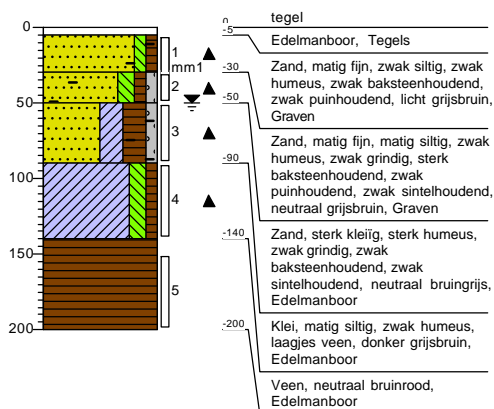 0
50
100
150
200
1
mm1
2
3
4
5
0
-5
-30
-50
-90
-140
-200
tegel
Edelmanboor, Tegels
Zand, matig fijn, zwak siltig, zwak
humeus, zwak baksteenhoudend,
zwak puinhoudend, licht grijsbruin,
Graven
Zand, matig fijn, matig siltig, zwak
humeus, zwak grindig, sterk
baksteenhoudend, zwak
puinhoudend, zwak sintelhoudend,
neutraal grijsbruin, Graven
Zand, sterk kleiïg, sterk humeus,
zwak grindig, zwak
baksteenhoudend, zwak
sintelhoudend, neutraal bruingrijs,
Edelmanboor
Klei, matig siltig, zwak humeus,
laagjes veen, donker grijsbruin,
Edelmanboor
Veen, neutraal bruinrood,
Edelmanboor